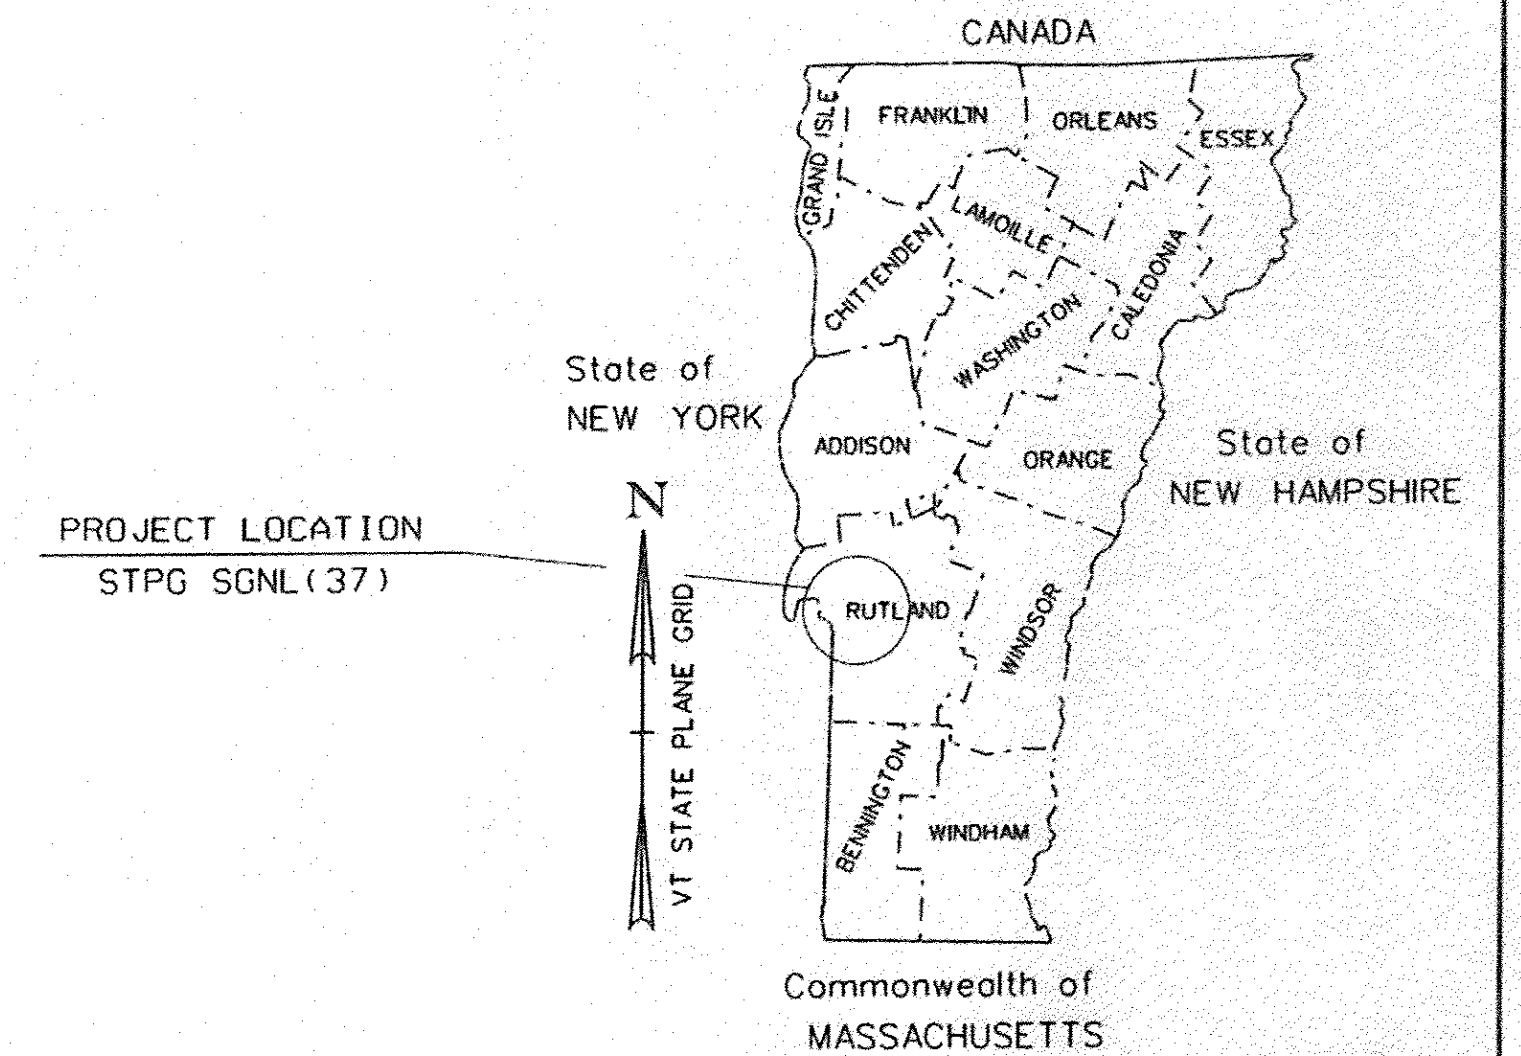 CANADA
GRAND ISLE
FRANKLIN
ORLEANS
ESSEX
LAMOILLE
CHITTENDEN
CALEDONIA
WASHINGTON
State of
NEW YORK
ADDISON
ORANGE
State of
NEW HAMPSHIRE
N
PROJECT LOCATION
STPG SGNL(37)
VT STATE PLANE GRID
RUTLAND
WINDSOR
BENNINGTON
WINDHAM
Commonwealth of
MASSACHUSETTS